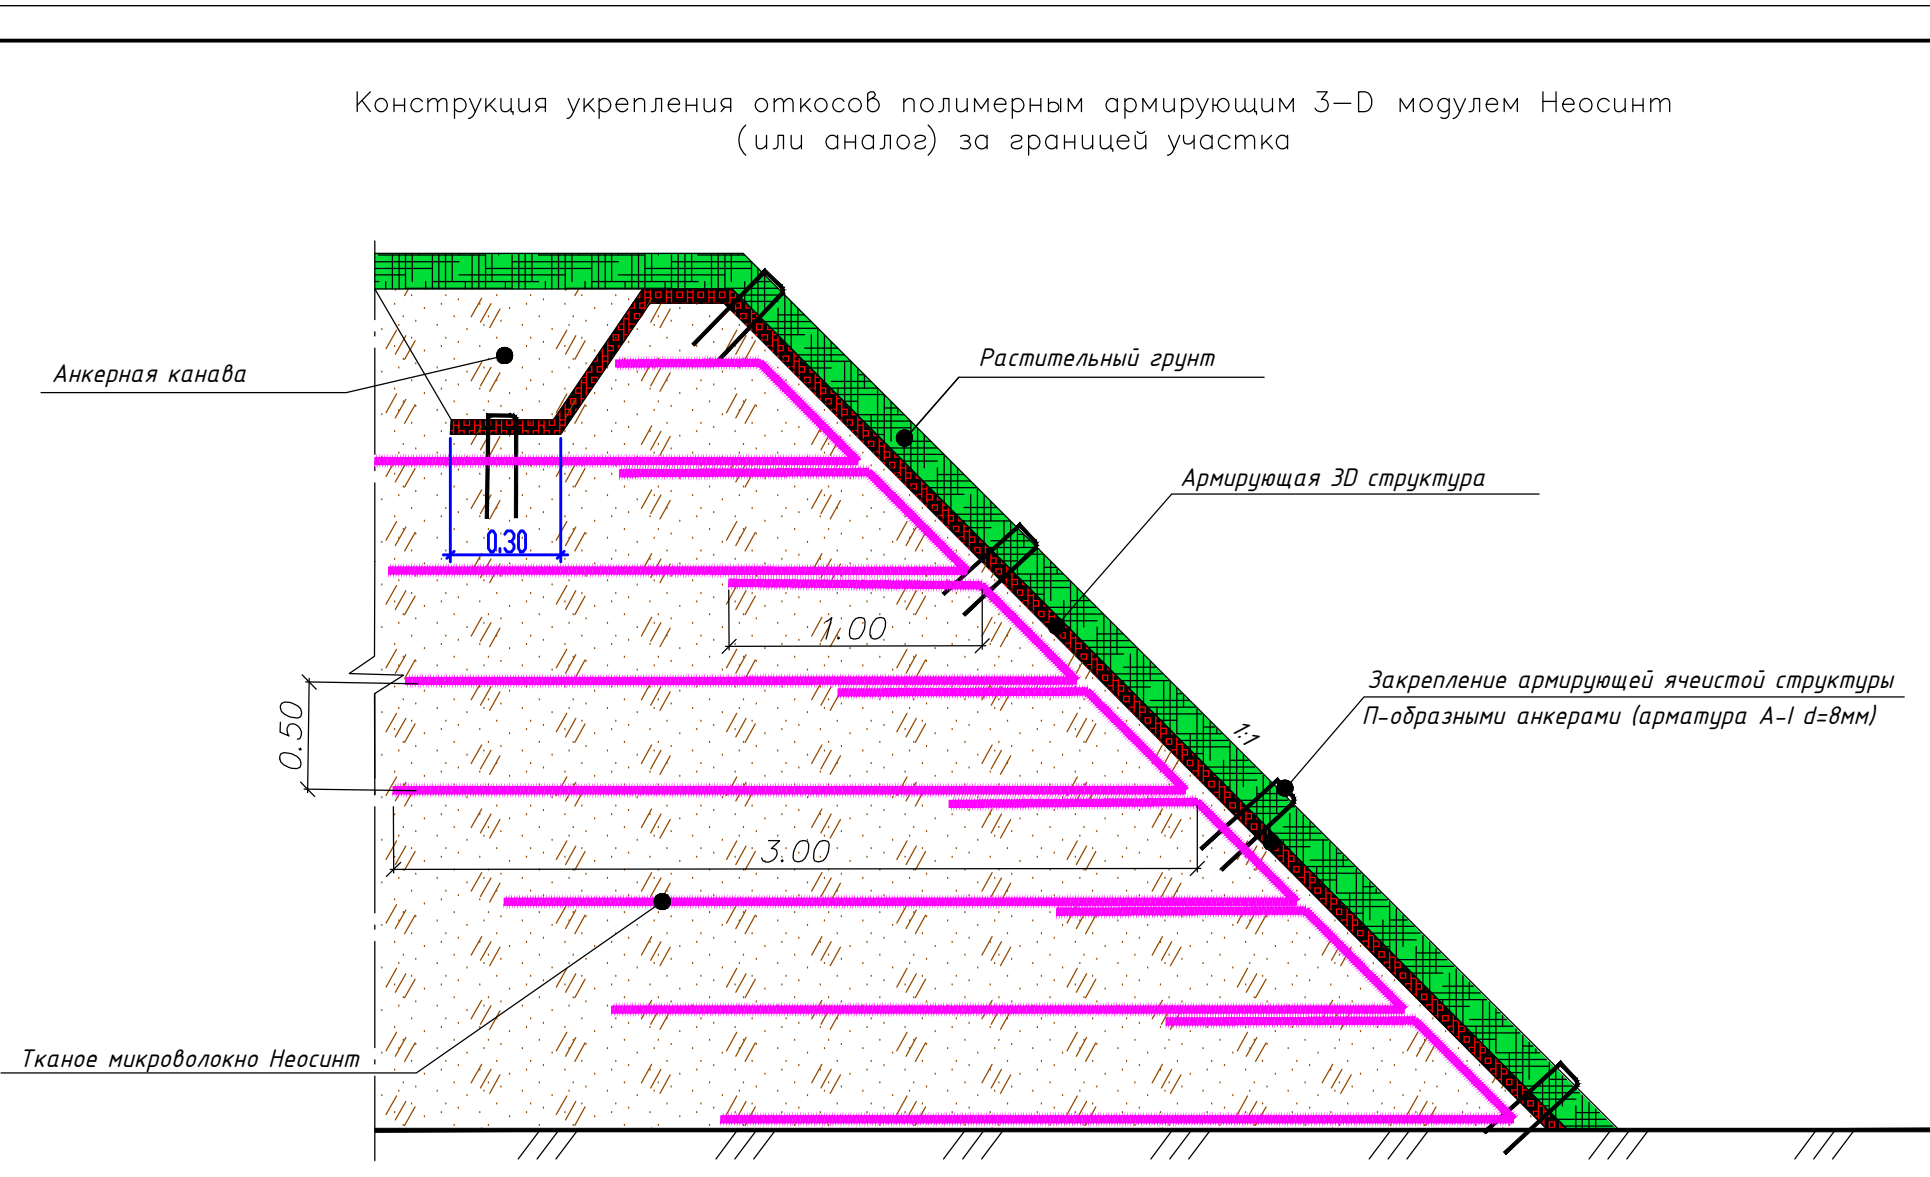 Конструкция укрепления откосов полимерным армирующим 3-D модулем Неосинт
(или аналог) за границей участка
Растительный грунт
Анкерная канава
Армирующая 3D структура
0.30
1.00
Закрепление армирующей ячеистой структуры
П-образными анкерами (арматура А-I d=8мм)
0.50
1:1
3.00
Тканое микроволокно Неосинт